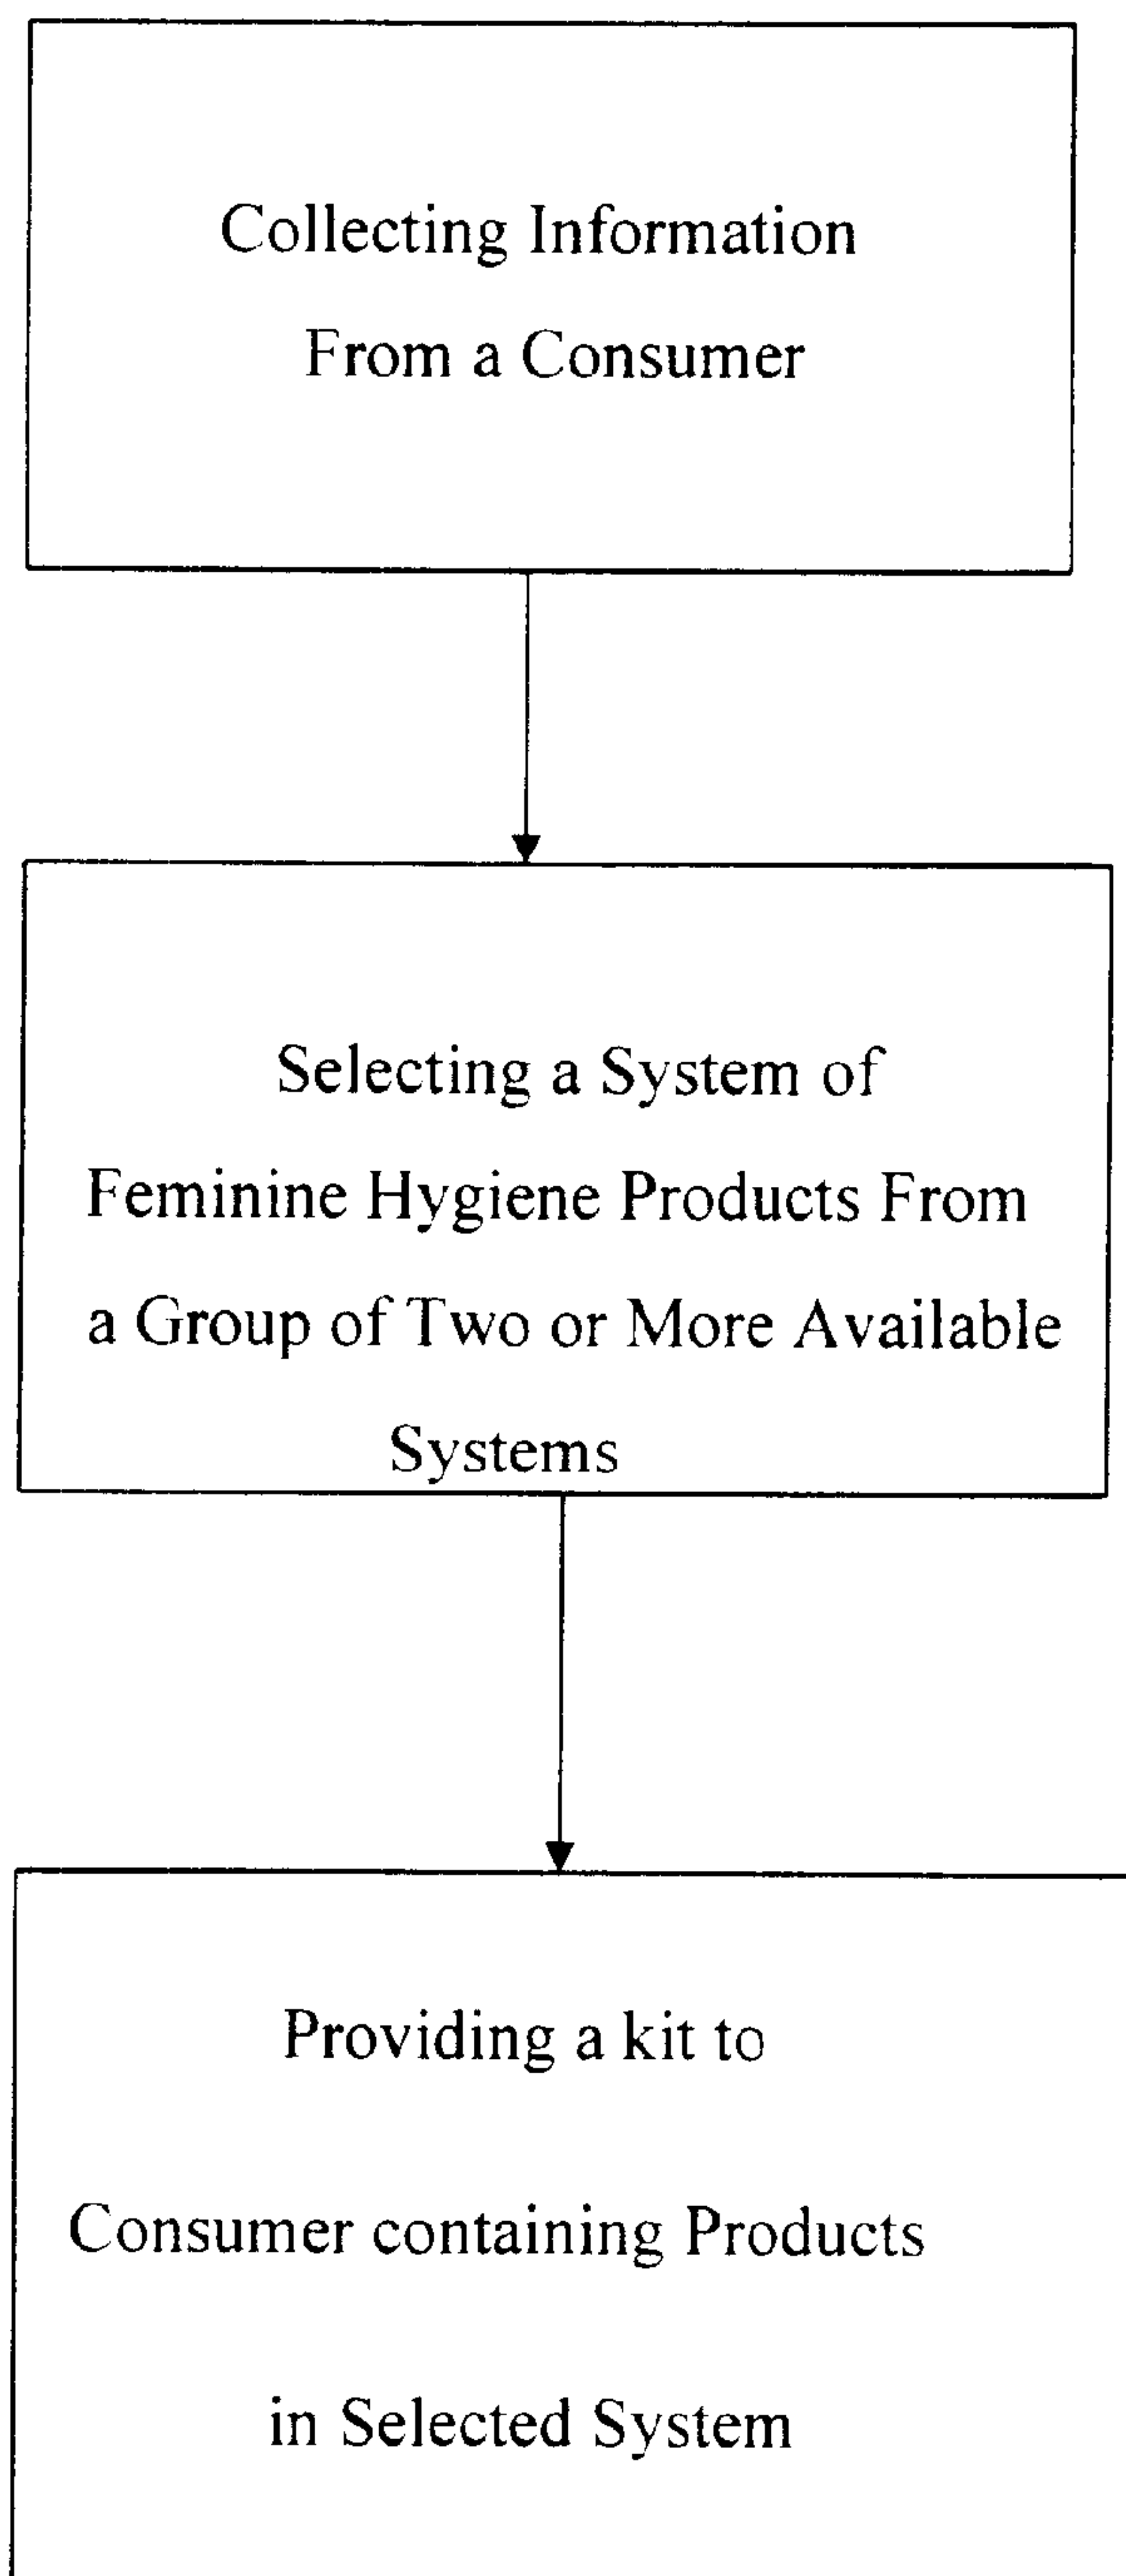 Collecting Information
From a Consumer
Selecting a System of
Feminine Hygiene Products From
a Group of Two or More Available
Systems
Providing a kit to
Consumer containing Products
in Selected System